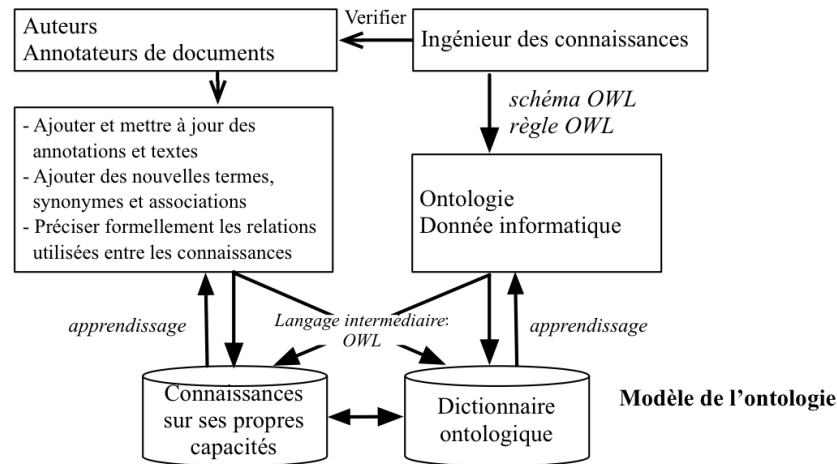 Auteurs
Annotateurs de documents
Verifier
Ingénieur des connaissances
schéma OWL
règle OWL
- Ajouter et mettre à jour des
annotations et textes
- Ajouter des nouvelles termes,
synonymes et associations
- Préciser formellement les relations
utilisées entre les connaissances
Ontologie
Donnée informatique
apprendissage
Langage intermédiaire:
OWL
apprendissage
Connaissances
sur ses propres
capacités
Dictionnaire
ontologique
Modèle de l’ontologie